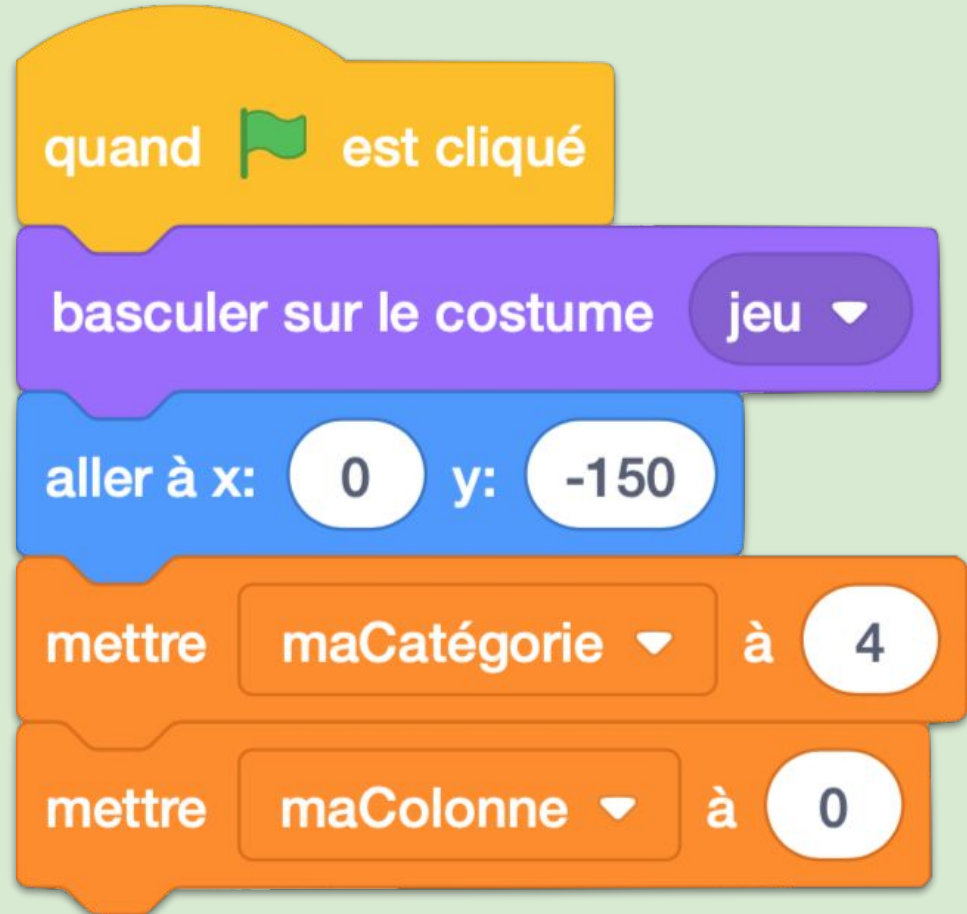 quand est cliqué
basculer sur le costume jeu
aller à x: 0 y: -150
mettre maCatégorie à 4
mettre maColonne à 0